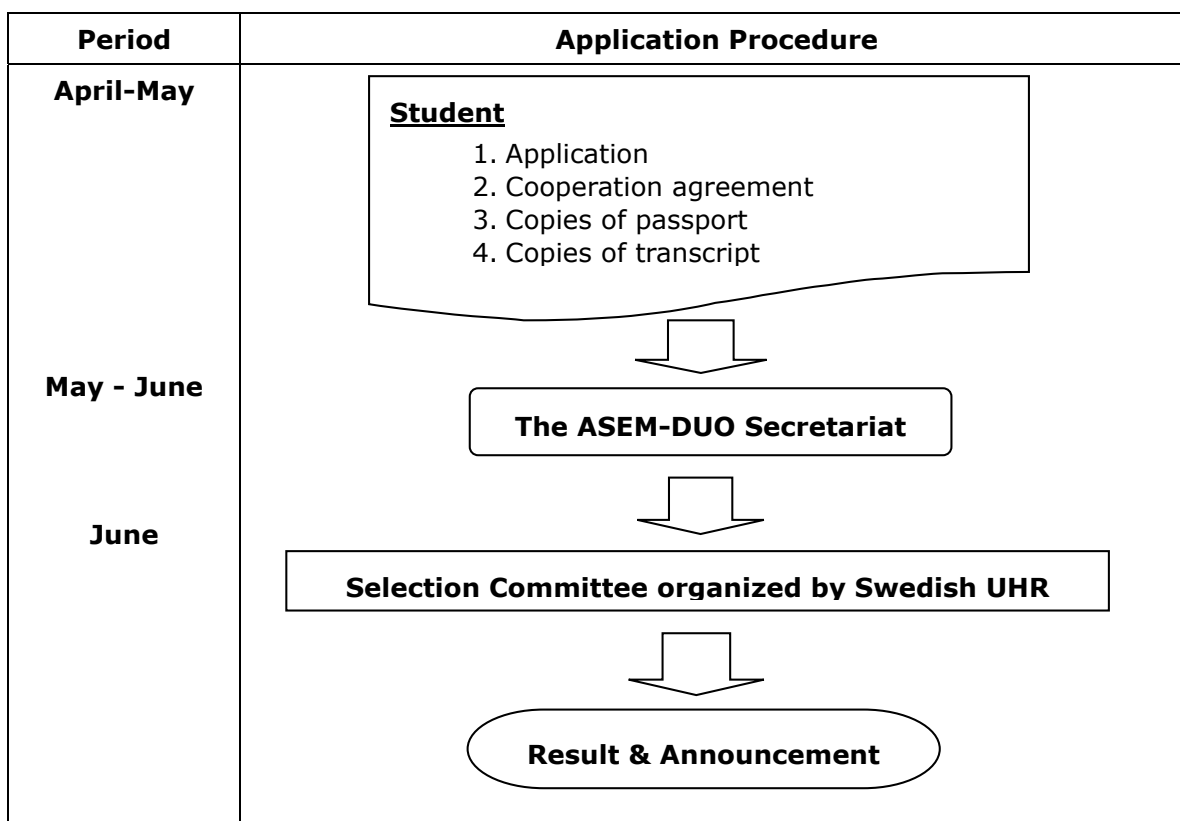 Period
Application Procedure
April-May
Student
1. Application
2. Cooperation agreement
3. Copies of passport
4. Copies of transcript
May - June
The ASEM-DUO Secretariat
June
Selection Committee organized by Swedish UHR
Result & Announcement